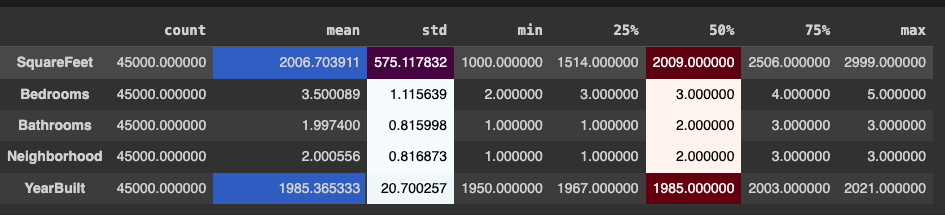 count mean std min 25% 50% 75% max
SquareFeet 45000.000000 2006.703911 575.117832 1000.000000 1514.000000 2009.000000 2506.000000 2999.000000
Bedrooms 45000.000000 3.500089 1.115639 2.000000 3.000000 3.000000 4.000000 5.000000
Bathrooms 45000.000000 1.997400 0.815998 1.000000 1.000000 2.000000 3.000000 3.000000
Neighborhood 45000.000000 2.000556 0.816873 1.000000 1.000000 2.000000 3.000000 3.000000
YearBuilt 45000.000000 1985.365333 20.700257 1950.000000 1967.000000 1985.000000 2003.000000 2021.000000